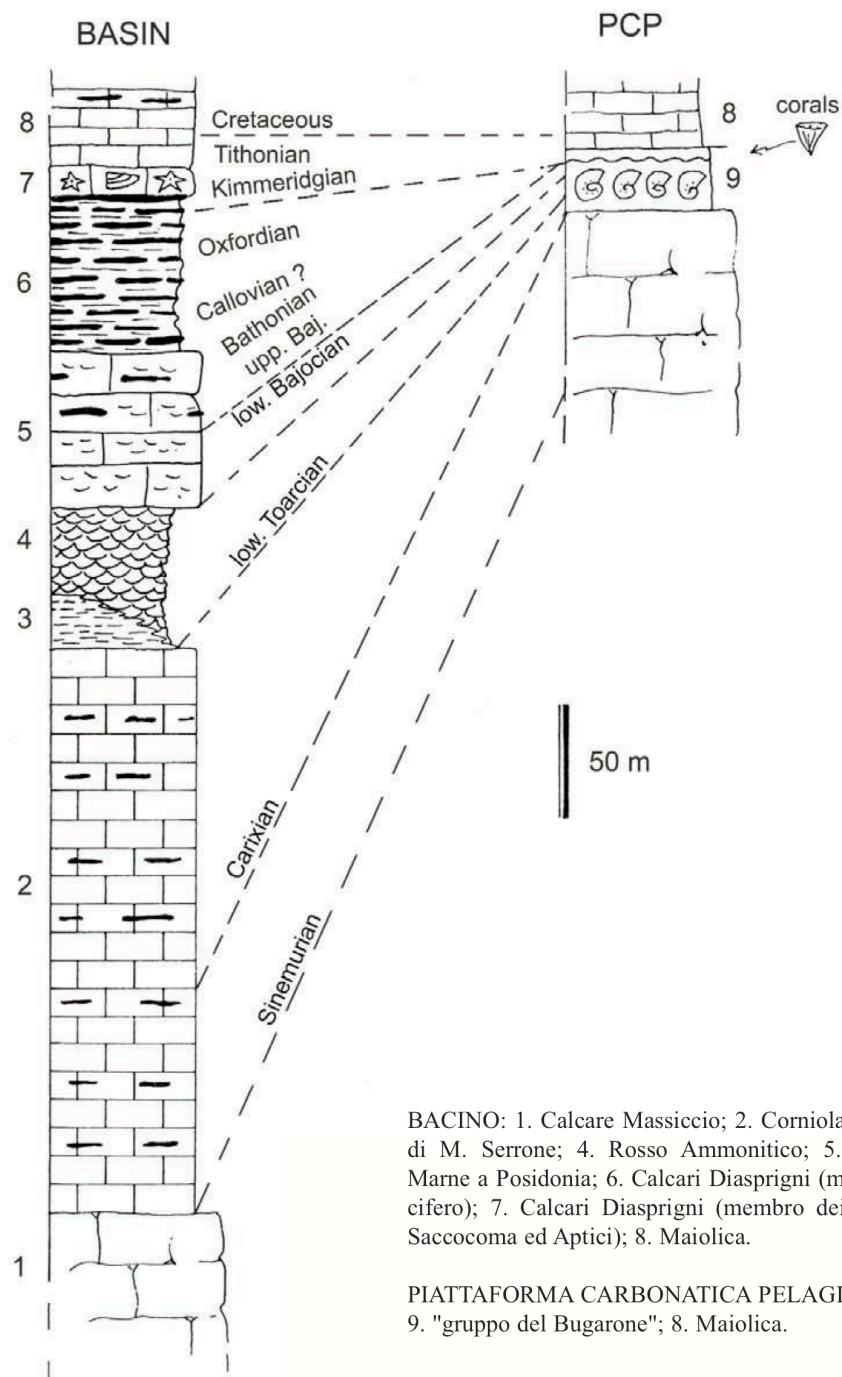 BASIN
PCP
8
7
6
5
4
3
2
1
Cretaceous
Tithonian
Kimmeridgian
Oxfordian
Callovian ?
Bathonian
upp. Baj.
low. Bajocian
low. Toarcian
Carixian
Sinemurian
8
9
corals
50 m
BACINO: 1. Calcare Massiccio; 2. Corniola
di M. Serrone; 4. Rosso Ammonitico; 5.
Marne a Posidonia; 6. Calcari Diasprigni (m
cifero); 7. Calcari Diasprigni (membro dei
Saccocoma ed Aptici); 8. Maiolica.
PIATTAFORMA CARBONATICA PELAGI
9. "gruppo del Bugarone"; 8. Maiolica.